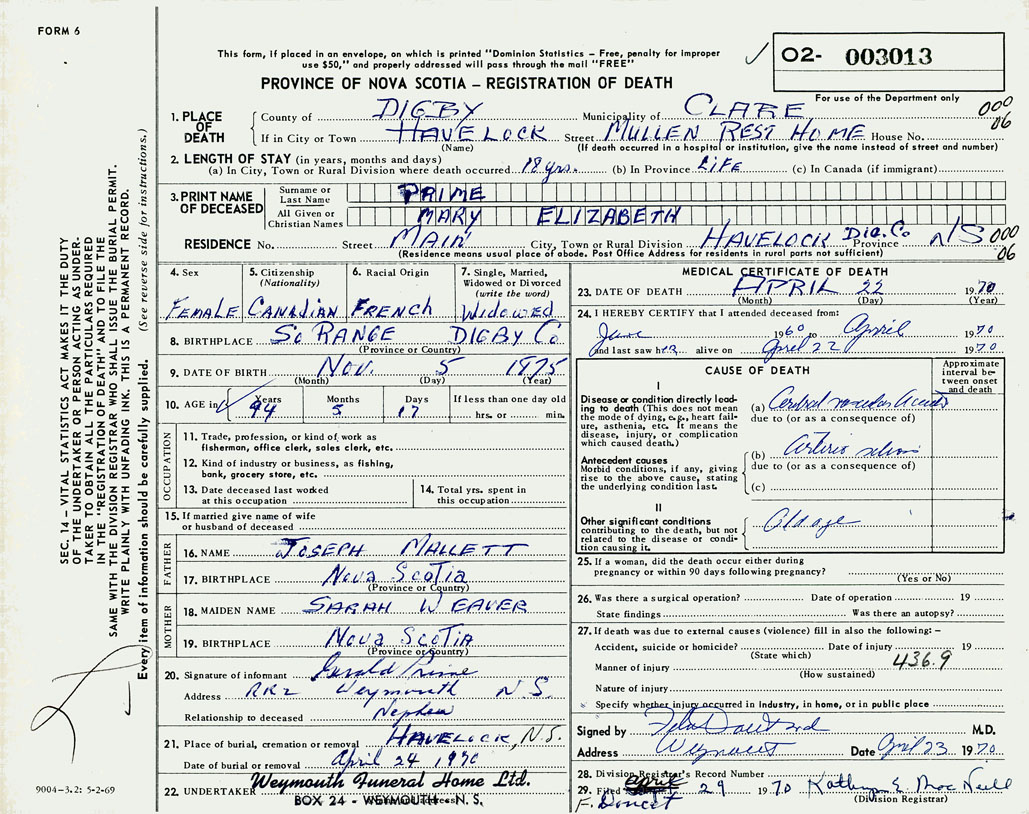 FORM 6
This form, if placed in an envelope, on which is printed "Dominion Statistics – Free, penalty for improper
use $50," and properly addressed will pass through the mail "FREE"
PROVINCE OF NOVA SCOTIA – REGISTRATION OF DEATH
✓ O2- 003013
For use of the Department only
000
06
1. PLACE OF DEATH
County of DIGBY Municipality of CLARE
If in City or Town HAVELOCK Street MULLEN REST HOME House No.
(Name) (If death occurred in a hospital or institution, give the name instead of street and number)
2. LENGTH OF STAY (in years, months and days)
(a) In City, Town or Rural Division where death occurred 18 yrs. (b) In Province LIFE (c) In Canada (if immigrant)
3. PRINT NAME OF DECEASED
Surname or Last Name PRIME
All Given or Christian Names MARY ELIZABETH
RESIDENCE No. Street MAIN City, Town or Rural Division HAVELOCK DIG. Co Province N/S 000
06
(Residence means usual place of abode. Post Office Address for residents in rural parts not sufficient)
4. Sex 5. Citizenship (Nationality) 6. Racial Origin 7. Single, Married, Widowed or Divorced (write the word)
FEMALE CANADIAN FRENCH WIDOWED
8. BIRTHPLACE SO RANGE DIGBY Co
(Province or Country)
9. DATE OF BIRTH NOV. 5 1875
(Month) (Day) (Year)
10. AGE in Years Months Days If less than one day old
94 5 17 hrs. or min.
OCCUPATION
11. Trade, profession, or kind of work as
fisherman, office clerk, sales clerk, etc.
12. Kind of industry or business, as fishing,
bank, grocery store, etc.
13. Date deceased last worked
at this occupation
14. Total yrs. spent in
this occupation
15. If married give name of wife
or husband of deceased
FATHER
16. NAME JOSEPH MALLETT
17. BIRTHPLACE NOVA SCOTIA
(Province or Country)
MOTHER
18. MAIDEN NAME SARAH WEAVER
19. BIRTHPLACE NOVA SCOTIA
(Province or Country)
20. Signature of informant Gerald Prime
Address RR2 Weymouth N S.
Relationship to deceased Nephew
21. Place of burial, cremation or removal HAVELOCK, N.S.
Date of burial or removal April 24 1970
22. UNDERTAKER Weymouth Funeral Home Ltd.
BOX 24 - WEYMOUTH N. S.
MEDICAL CERTIFICATE OF DEATH
23. DATE OF DEATH APRIL 22 1970
(Month) (Day) (Year)
24. I HEREBY CERTIFY that I attended deceased from:
June 1960 to April 1970
and last saw her alive on April 22 1970
CAUSE OF DEATH
Approximate interval between onset and death
I
Disease or condition directly leading to death (This does not mean
the mode of dying, e.g., heart failure, asthenia, etc. It means the
disease, injury, or complication
which caused death.)
(a) Cerebral vascular Accident
due to (or as a consequence of)
Antecedent causes
Morbid conditions, if any, giving
rise to the above cause, stating
the underlying condition last.
(b) Arterio
due to (or as a consequence of)
(c)
II
Other significant conditions
contributing to the death, but not
related to the disease or condition causing it.
Old age
25. If a woman, did the death occur either during
pregnancy or within 90 days following pregnancy?
(Yes or No)
26. Was there a surgical operation? Date of operation 19
State findings Was there an autopsy?
27. If death was due to external causes (violence) fill in also the following: –
Accident, suicide or homicide? Date of injury 19
(State which)
Manner of injury 436.9
(How sustained)
Nature of injury
Specify whether injury occurred in industry, in home, or in public place
Signed by M.D.
Address Weymouth Date April 23 1970
28. Division Registrar's Record Number
29. Filed April 29 1970 Kathryn E MacNeill
F. Doucet (Division Registrar)
SEC. 14 – VITAL STATISTICS ACT MAKES IT THE DUTY
OF THE UNDERTAKER OR PERSON ACTING AS UNDERTAKER TO OBTAIN ALL THE PARTICULARS REQUIRED
IN THE "REGISTRATION OF DEATH" AND TO FILE THE
SAME WITH THE DIVISION REGISTRAR WHO SHALL ISSUE THE BURIAL PERMIT.
WRITE PLAINLY WITH UNFADING INK. THIS IS A PERMANENT RECORD.
Every item of information should be carefully supplied. (See reverse side for instructions.)
9004-3.2: 5-2-69